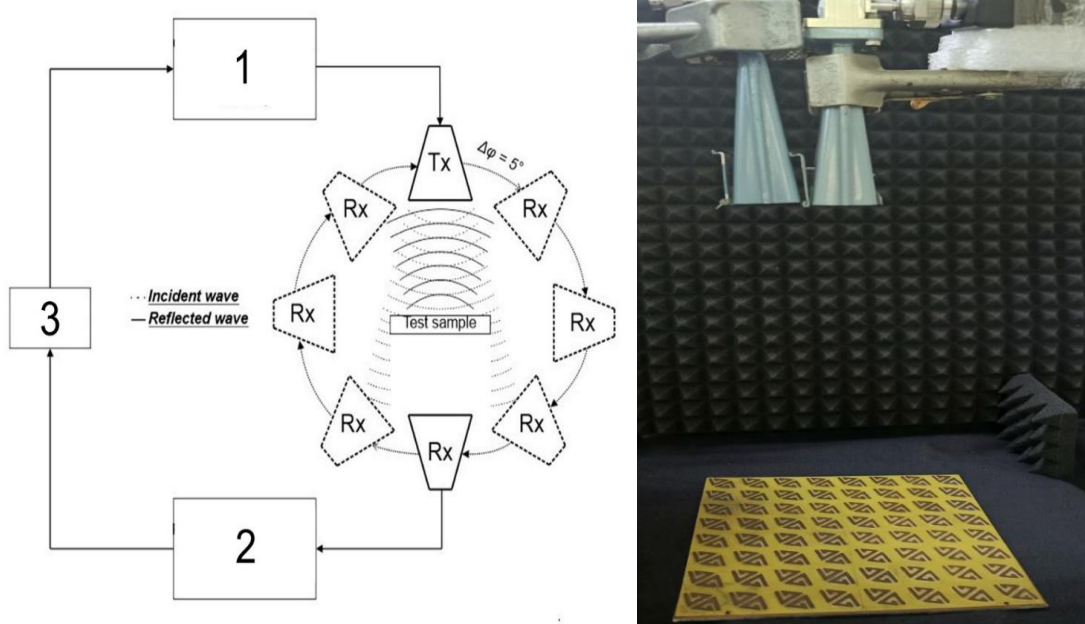 1
Tx
Δφ = 5°
Rx
Rx
3
Incident wave
Reflected wave
Rx
Test sample
Rx
Rx
Rx
Rx
2